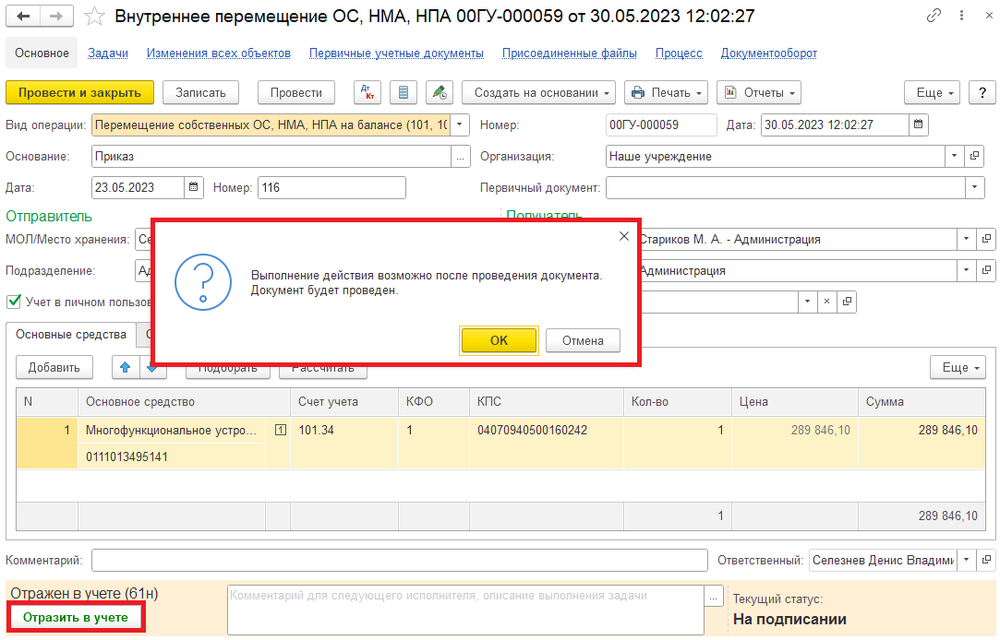 Внутреннее перемещение ОС, НМА, НПА 00ГУ-000059 от 30.05.2023 12:02:27
Основное Задачи Изменения всех объектов Первичные учетные документы Присоединенные файлы Процесс Документооборот
Провести и закрыть Записать Провести Дт Кт Создать на основании Печать Отчеты Еще ?
Вид операции: Перемещение собственных ОС, НМА, НПА на балансе (101, 10 Номер: 00ГУ-000059 Дата: 30.05.2023 12:02:27
Основание: Приказ ... Организация: Наше учреждение
Дата: 23.05.2023 Номер: 116 Первичный документ:
Отправитель Получатель
МОЛ/Место хранения: Се Стариков М. А. - Администрация
Подразделение: Ад Администрация
Учет в личном пользов
Выполнение действия возможно после проведения документа.
Документ будет проведен.
ОК Отмена
Основные средства
Добавить Подобрать Рассчитать Еще
N Основное средство Счет учета КФО КПС Кол-во Цена Сумма
1 Многофункциональное устро... 1 101.34 1 04070940500160242 1 289 846,10 289 846,10
0111013495141
1 289 846,10
Комментарий: Ответственный: Селезнев Денис Владими
Отражен в учете (61н)
Отразить в учете
Комментарий для следующего исполнителя, описание выполнения задачи ...
Текущий статус:
На подписании